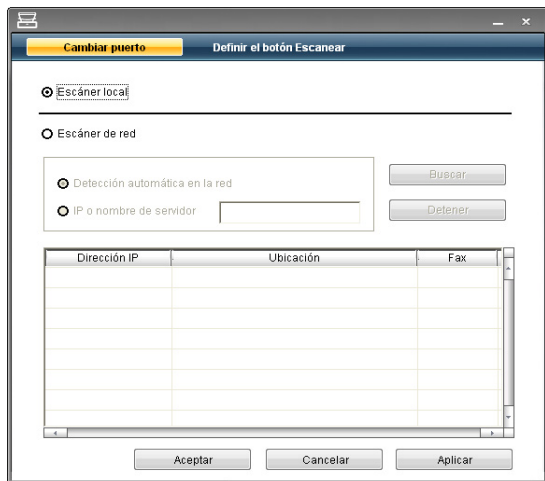 Cambiar puerto Definir el botón Escanear
Escáner local
Escáner de red
Detección automática en la red
Buscar
IP o nombre de servidor
Detener
Dirección IP Ubicación Fax
Aceptar Cancelar Aplicar